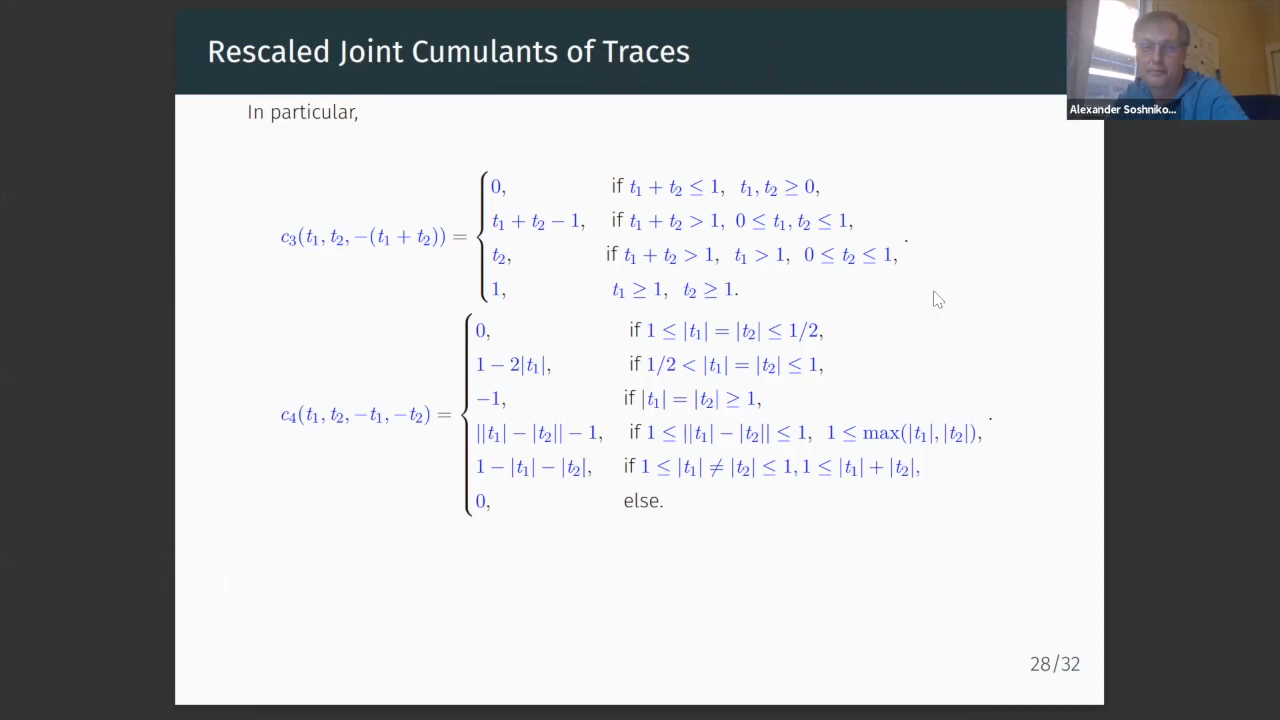 Rescaled Joint Cumulants of Traces
Alexander Soshniko...
In particular,
c₃(t₁, t₂, −(t₁ + t₂)) =
0, if t₁ + t₂ ≤ 1, t₁, t₂ ≥ 0,
t₁ + t₂ − 1, if t₁ + t₂ > 1, 0 ≤ t₁, t₂ ≤ 1,
t₂, if t₁ + t₂ > 1, t₁ > 1, 0 ≤ t₂ ≤ 1,
1, t₁ ≥ 1, t₂ ≥ 1.
.
c₄(t₁, t₂, −t₁, −t₂) =
0, if 1 ≤ |t₁| = |t₂| ≤ 1/2,
1 − 2|t₁|, if 1/2 < |t₁| = |t₂| ≤ 1,
−1, if |t₁| = |t₂| ≥ 1,
||t₁| − |t₂|| − 1, if 1 ≤ ||t₁| − |t₂|| ≤ 1, 1 ≤ max(|t₁|, |t₂|),
1 − |t₁| − |t₂|, if 1 ≤ |t₁| ≠ |t₂| ≤ 1, 1 ≤ |t₁| + |t₂|,
0, else.
.
28/32